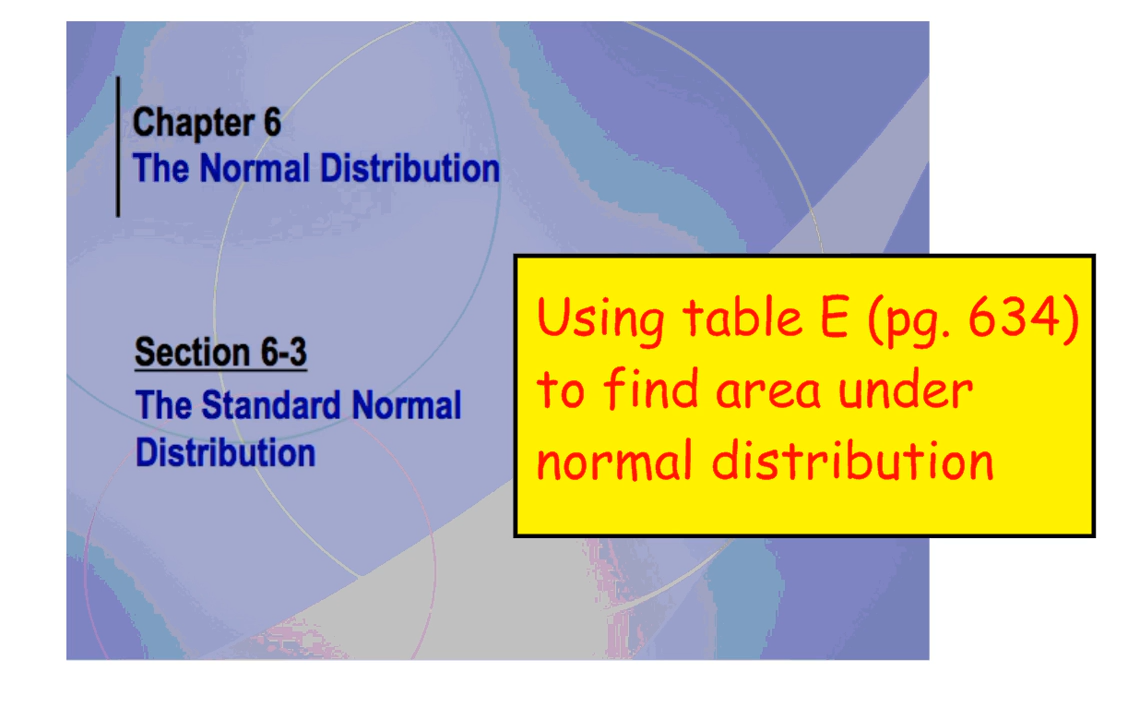 Chapter 6
The Normal Distribution
Section 6-3
The Standard Normal
Distribution
Using table E (pg. 634)
to find area under
normal distribution